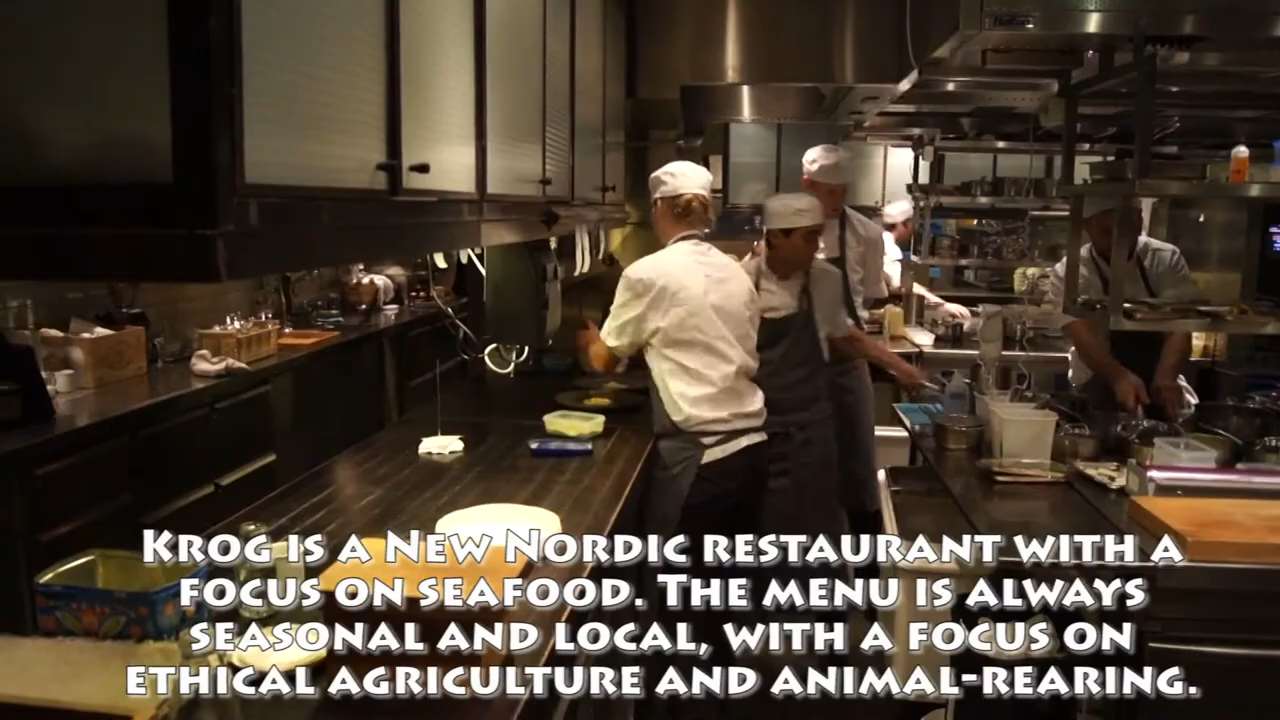 Krog is a New Nordic restaurant with a
focus on seafood. The menu is always
seasonal and local, with a focus on
ethical agriculture and animal-rearing.